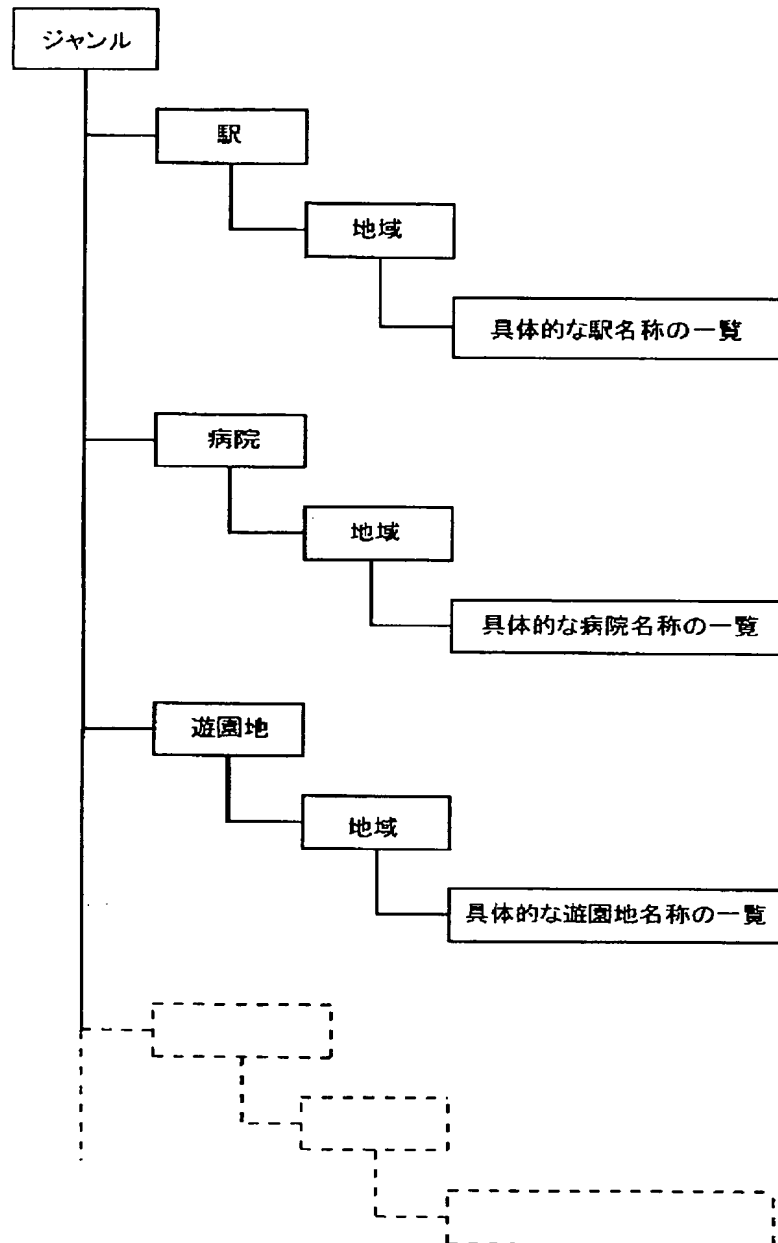 ジャンル
駅
地域
具体的な駅名称の一覧
病院
地域
具体的な病院名称の一覧
遊園地
地域
具体的な遊園地名称の一覧